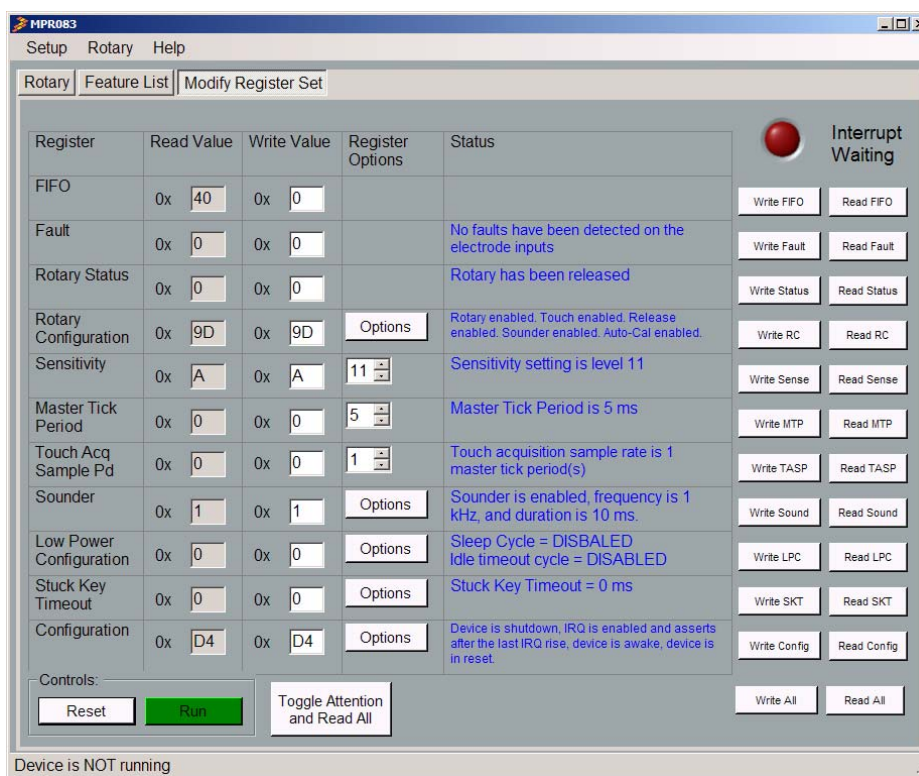 MPR083
Setup Rotary Help
Rotary Feature List Modify Register Set
Register Read Value Write Value Register Options Status
Interrupt Waiting
FIFO 0x 40 0x 0 Write FIFO Read FIFO
Fault 0x 0 0x 0 No faults have been detected on the
electrode inputs Write Fault Read Fault
Rotary Status 0x 0 0x 0 Rotary has been released Write Status Read Status
Rotary
Configuration 0x 9D 0x 9D Options Rotary enabled. Touch enabled. Release
enabled. Sounder enabled. Auto-Cal enabled. Write RC Read RC
Sensitivity 0x A 0x A 11 Sensitivity setting is level 11 Write Sense Read Sense
Master Tick
Period 0x 0 0x 0 5 Master Tick Period is 5 ms Write MTP Read MTP
Touch Acq
Sample Pd 0x 0 0x 0 1 Touch acquisition sample rate is 1
master tick period(s) Write TASP Read TASP
Sounder 0x 1 0x 1 Options Sounder is enabled, frequency is 1
kHz, and duration is 10 ms. Write Sound Read Sound
Low Power
Configuration 0x 0 0x 0 Options Sleep Cycle = DISBALED
Idle timeout cycle = DISABLED Write LPC Read LPC
Stuck Key
Timeout 0x 0 0x 0 Options Stuck Key Timeout = 0 ms Write SKT Read SKT
Configuration 0x D4 0x D4 Options Device is shutdown, IRQ is enabled and asserts
after the last IRQ rise, device is awake, device is
in reset. Write Config Read Config
Controls:
Reset Run Toggle Attention
and Read All Write All Read All
Device is NOT running